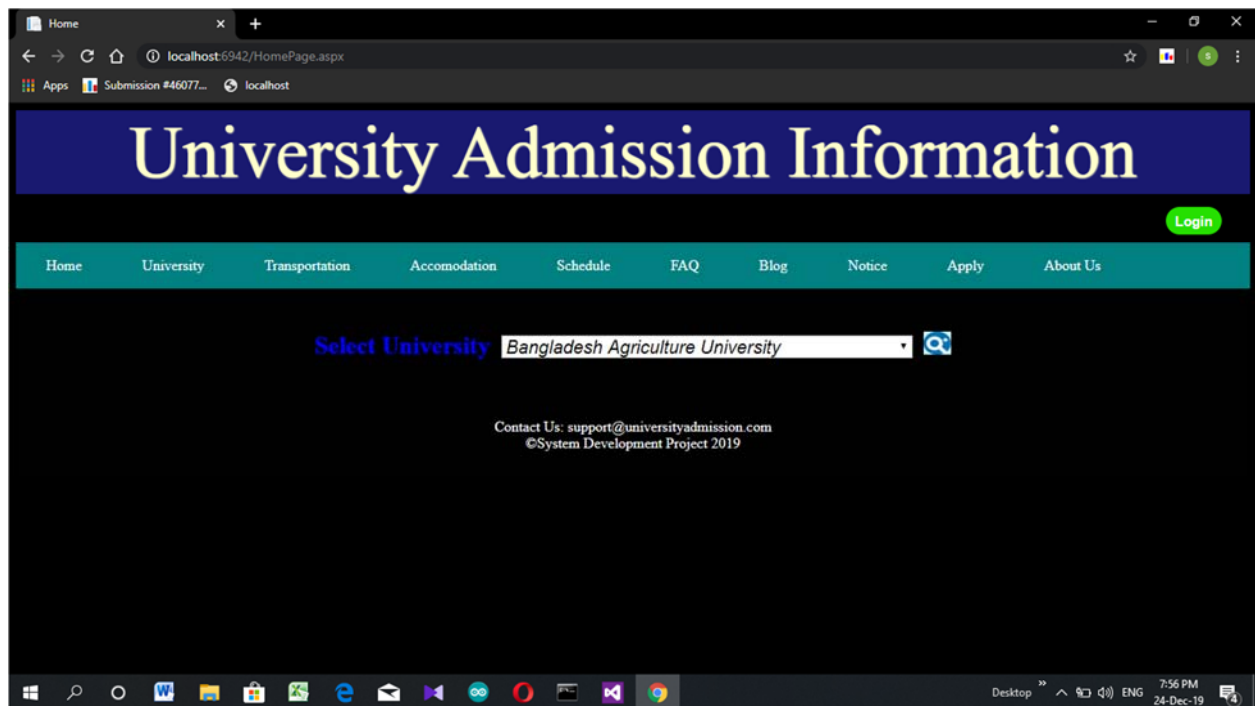 Home
localhost:6942/HomePage.aspx
S
Apps Submission #46077... localhost
University Admission Information
Login
Home University Transportation Accomodation Schedule FAQ Blog Notice Apply About Us
Select University Bangladesh Agriculture University
Contact Us: support@universityadmission.com
©System Development Project 2019
Desktop ENG 7:56 PM
24-Dec-19 4